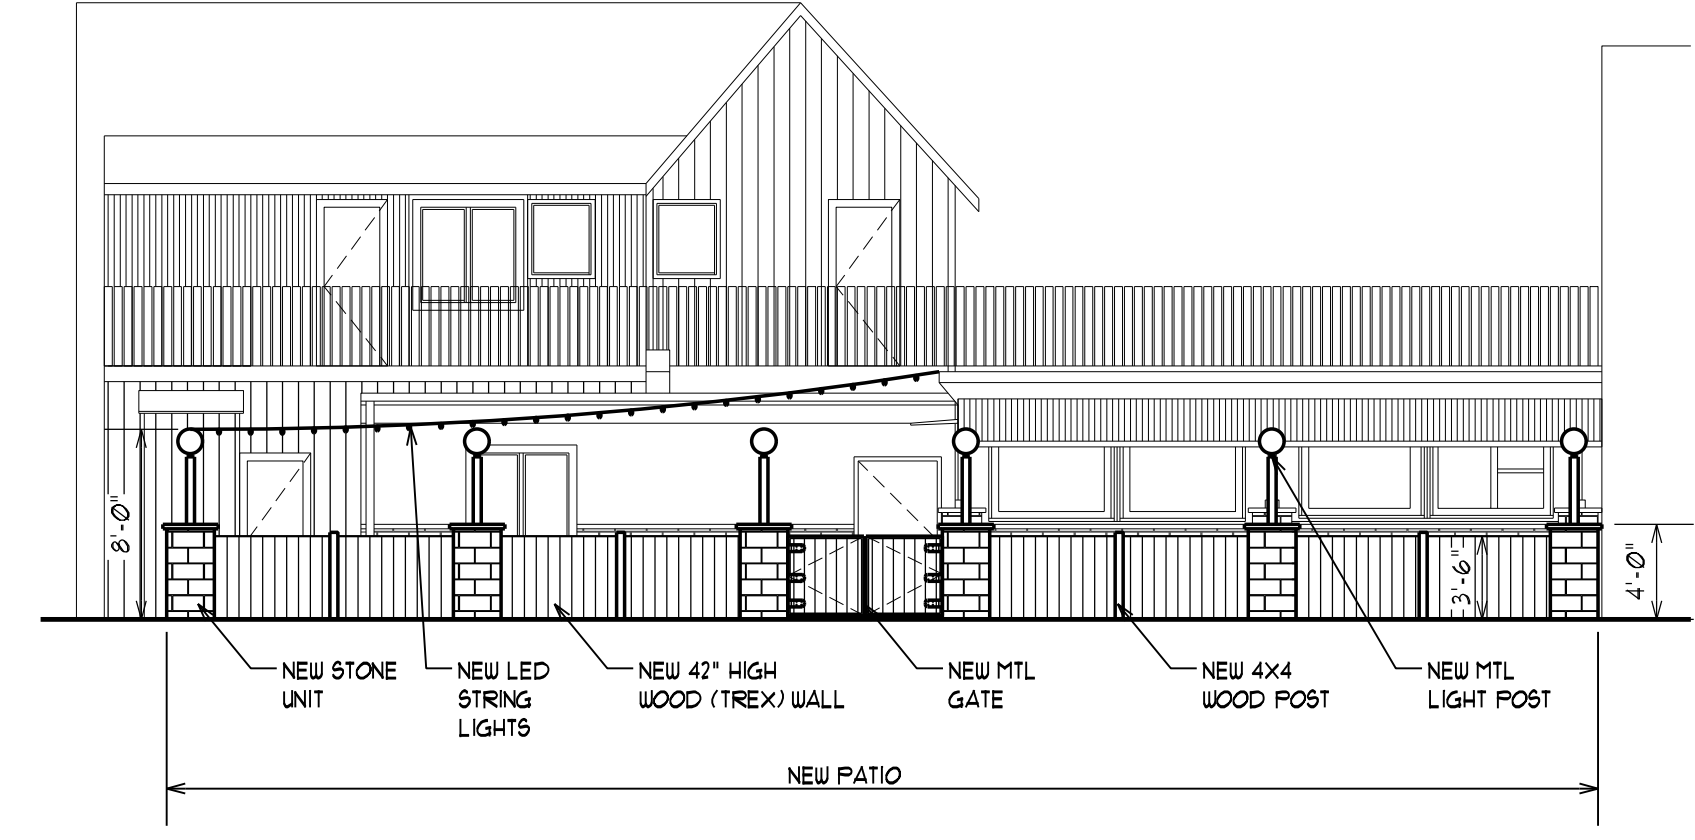 8'-0"
3'-6"
4'-0"
NEW STONE
UNIT
NEW LED
STRING
LIGHTS
NEW 42" HIGH
WOOD (TREX) WALL
NEW MTL
GATE
NEW 4X4
WOOD POST
NEW MTL
LIGHT POST
NEW PATIO